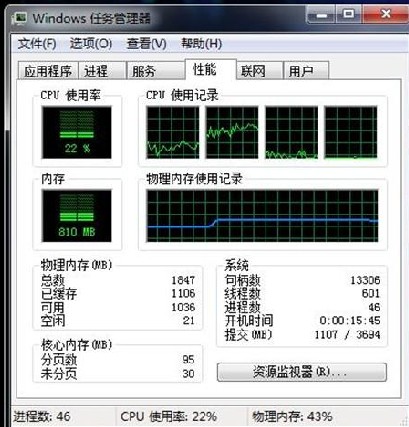 Windows 任务管理器
文件(F) 选项(O) 查看(V) 帮助(H)
应用程序 进程 服务 性能 联网 用户
CPU 使用率 CPU 使用记录
22 %
内存 物理内存使用记录
810 MB
物理内存(MB) 系统
总数 1847 句柄数 13306
已缓存 1106 线程数 601
可用 1036 进程数 46
空闲 21 开机时间 0:00:15:45
提交(MB) 1107 / 3694
核心内存(MB)
分页数 95
未分页 30
资源监视器(R)...
进程数: 46 CPU 使用率: 22% 物理内存: 43%